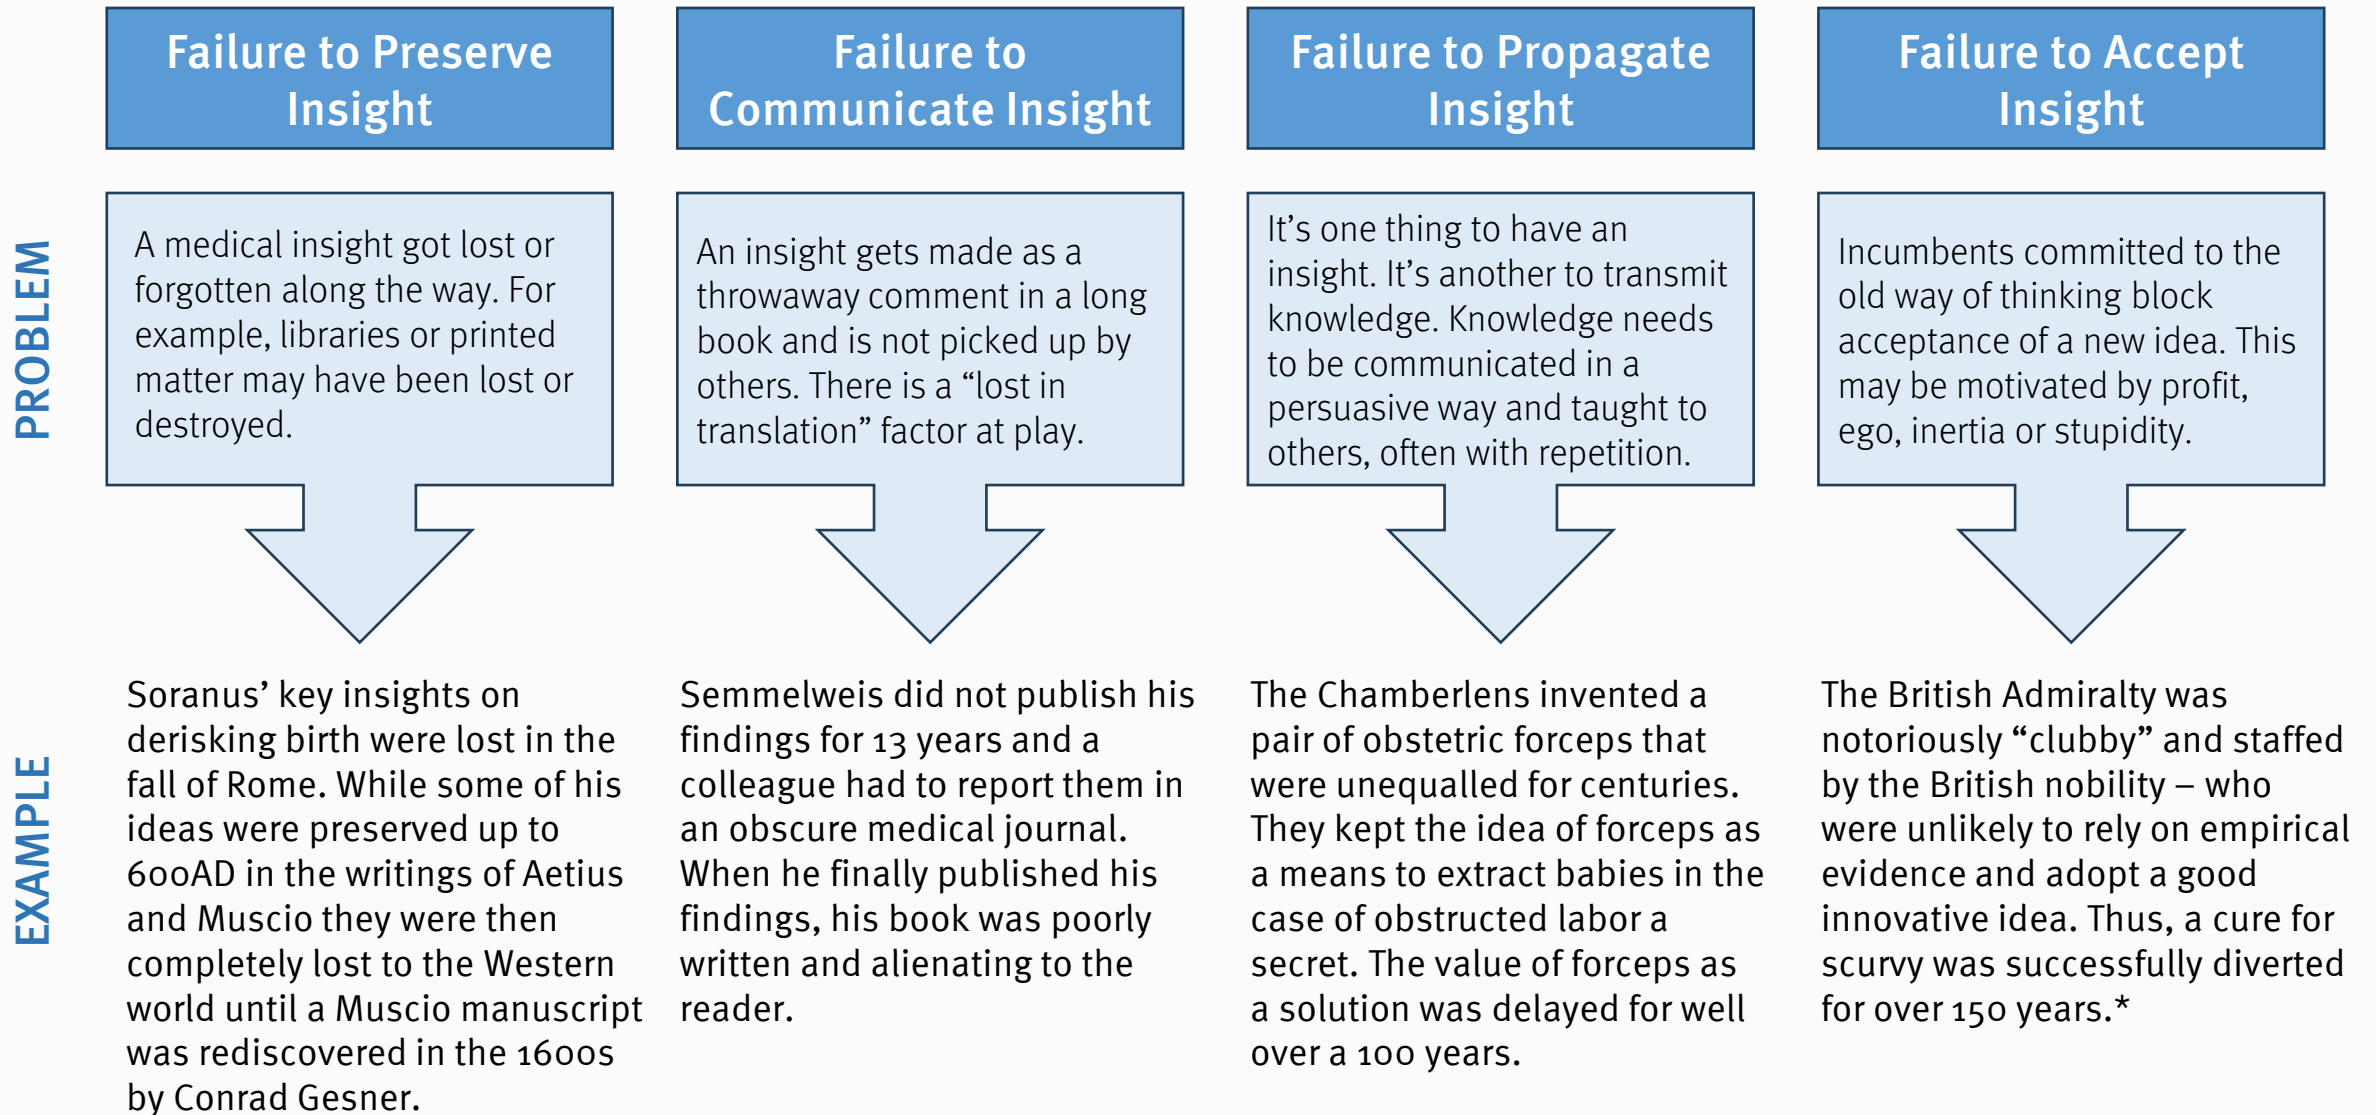 Failure to Preserve
Insight
Failure to
Communicate Insight
Failure to Propagate
Insight
Failure to Accept
Insight
PROBLEM
A medical insight got lost or
forgotten along the way. For
example, libraries or printed
matter may have been lost or
destroyed.
An insight gets made as a
throwaway comment in a long
book and is not picked up by
others. There is a “lost in
translation” factor at play.
It’s one thing to have an
insight. It’s another to transmit
knowledge. Knowledge needs
to be communicated in a
persuasive way and taught to
others, often with repetition.
Incumbents committed to the
old way of thinking block
acceptance of a new idea. This
may be motivated by profit,
ego, inertia or stupidity.
EXAMPLE
Soranus’ key insights on
derisking birth were lost in the
fall of Rome. While some of his
ideas were preserved up to
600AD in the writings of Aetius
and Muscio they were then
completely lost to the Western
world until a Muscio manuscript
was rediscovered in the 1600s
by Conrad Gesner.
Semmelweis did not publish his
findings for 13 years and a
colleague had to report them in
an obscure medical journal.
When he finally published his
findings, his book was poorly
written and alienating to the
reader.
The Chamberlens invented a
pair of obstetric forceps that
were unequalled for centuries.
They kept the idea of forceps as
a means to extract babies in the
case of obstructed labor a
secret. The value of forceps as
a solution was delayed for well
over a 100 years.
The British Admiralty was
notoriously “clubby” and staffed
by the British nobility – who
were unlikely to rely on empirical
evidence and adopt a good
innovative idea. Thus, a cure for
scurvy was successfully diverted
for over 150 years.*